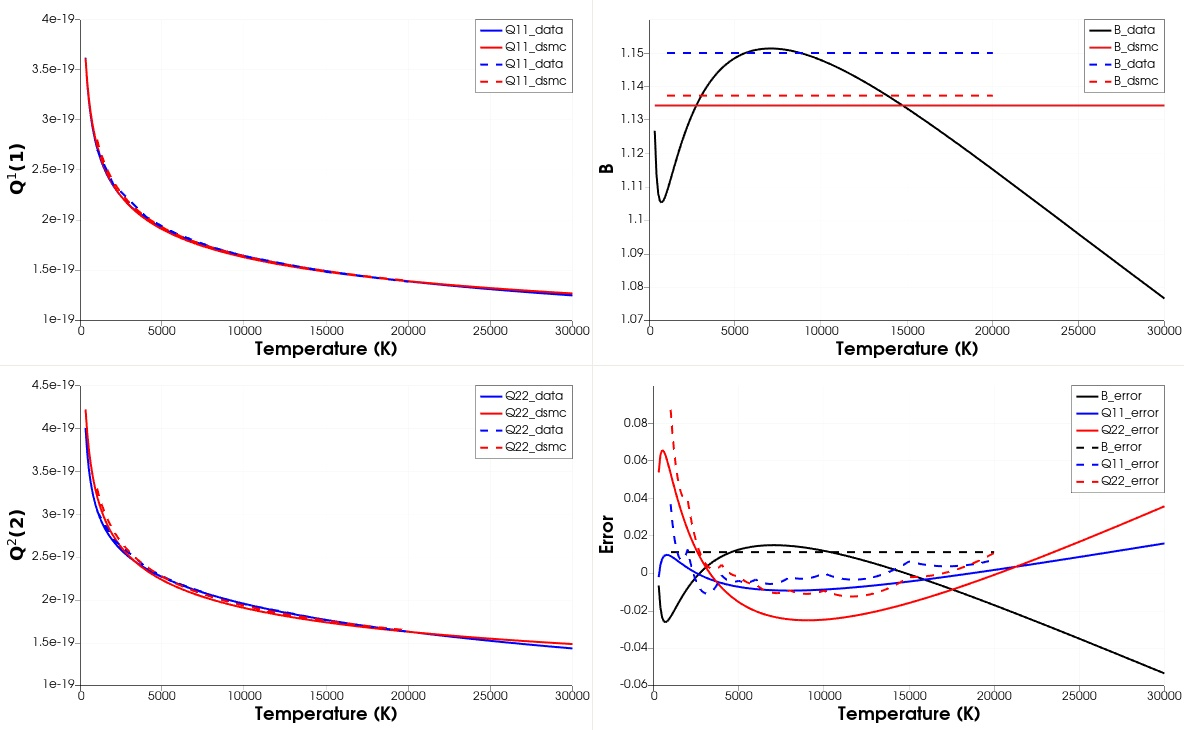 4e-19
3.5e-19
3e-19
2.5e-19
2e-19
1.5e-19
1e-19
Q¹(1)
0
5000
10000
15000
20000
25000
30000
Temperature (K)
Q11_data
Q11_dsmc
Q11_data
Q11_dsmc
1.15
1.14
1.13
1.12
1.11
1.1
1.09
1.08
1.07
B
0
5000
10000
15000
20000
25000
30000
Temperature (K)
B_data
B_dsmc
B_data
B_dsmc
4.5e-19
4e-19
3.5e-19
3e-19
2.5e-19
2e-19
1.5e-19
1e-19
Q²(2)
0
5000
10000
15000
20000
25000
30000
Temperature (K)
Q22_data
Q22_dsmc
Q22_data
Q22_dsmc
0.08
0.06
0.04
0.02
0
-0.02
-0.04
-0.06
Error
0
5000
10000
15000
20000
25000
30000
Temperature (K)
B_error
Q11_error
Q22_error
B_error
Q11_error
Q22_error